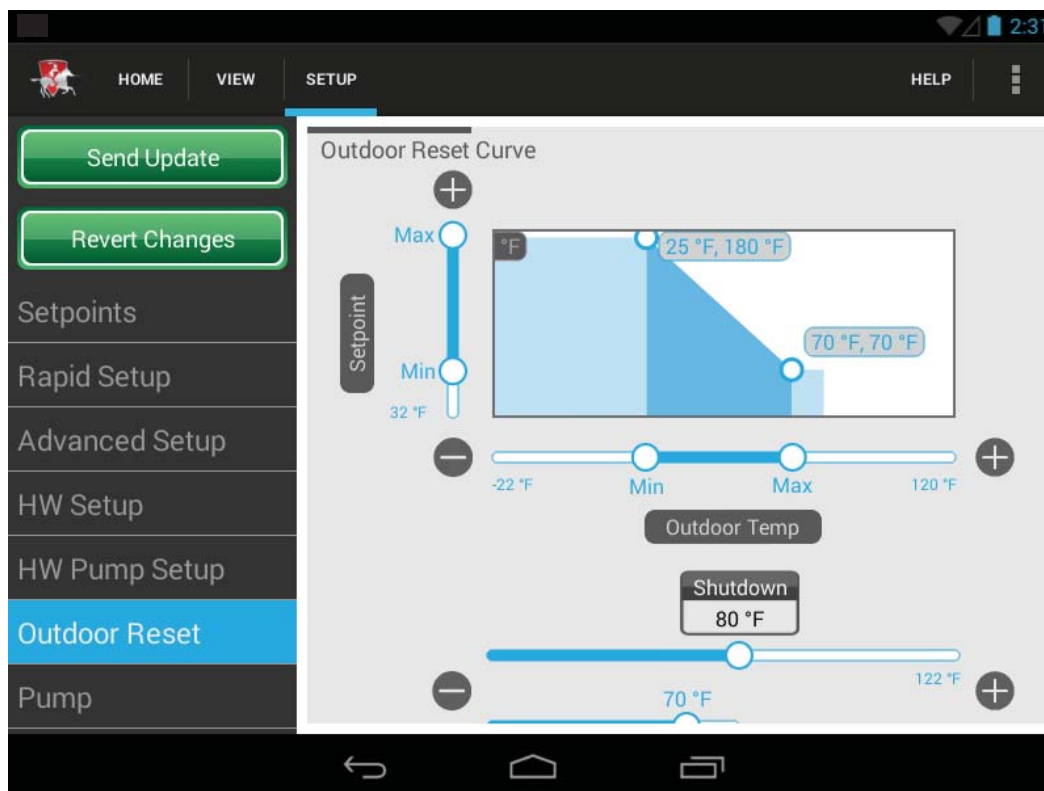 2:31
HOME
VIEW
SETUP
HELP
Send Update
Revert Changes
Setpoints
Rapid Setup
Advanced Setup
HW Setup
HW Pump Setup
Outdoor Reset
Pump
Outdoor Reset Curve
Max
°F
25 °F, 180 °F
Setpoint
70 °F, 70 °F
Min
32 °F
-22 °F
Min
Max
120 °F
Outdoor Temp
Shutdown
80 °F
122 °F
70 °F